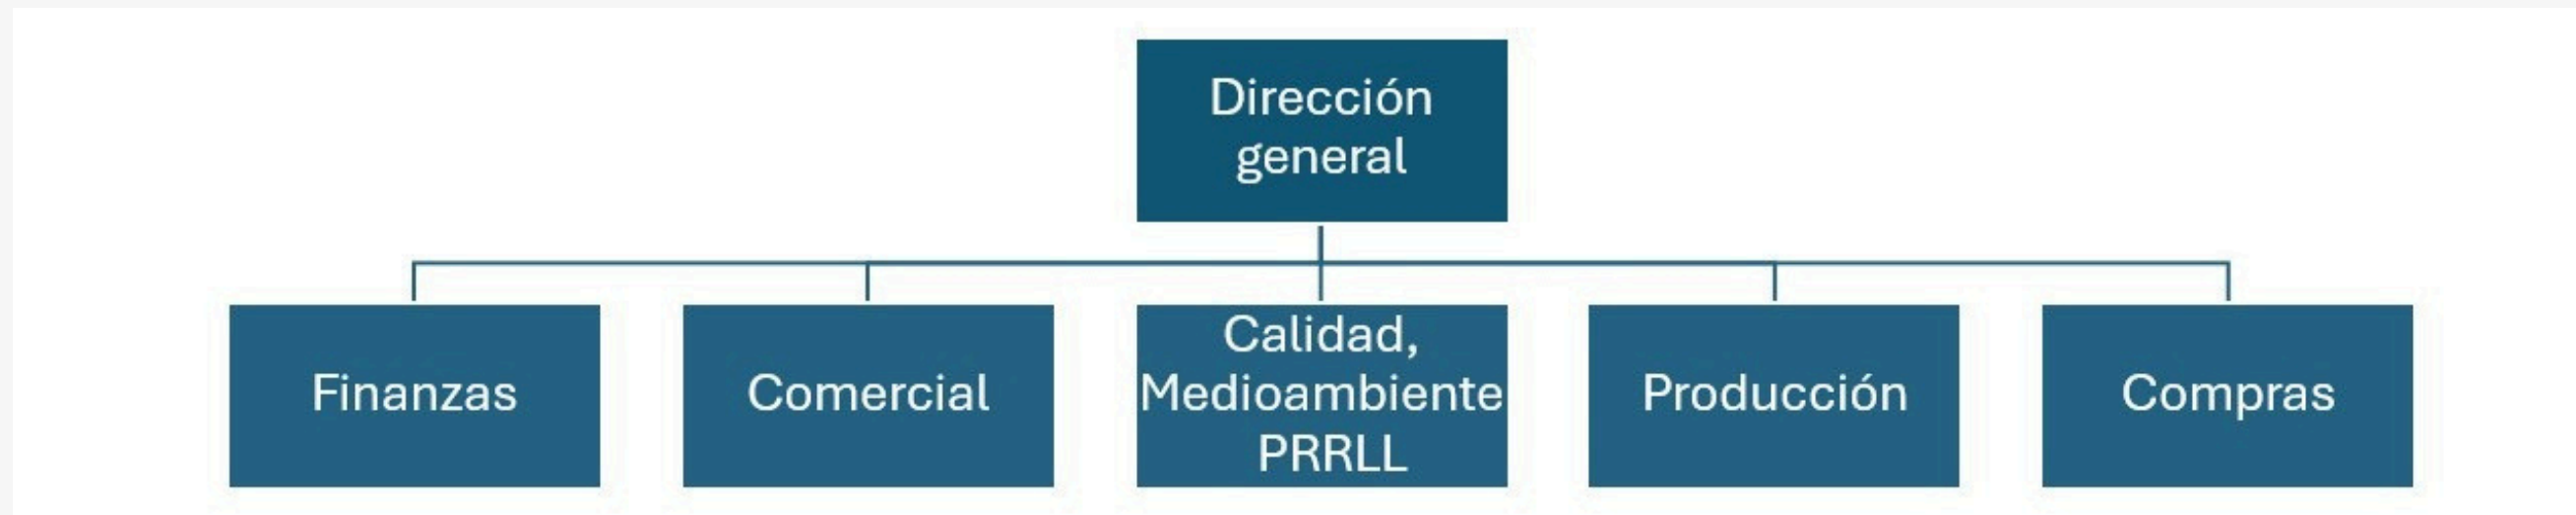 Dirección
general
Finanzas
Comercial
Calidad,
Medioambiente
PRRLL
Producción
Compras